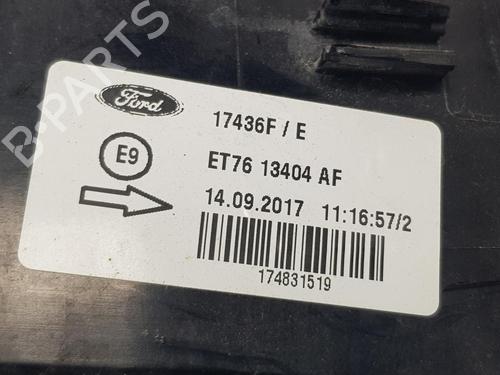 B-PARTS
Ford
17436F / E
E9
ET76 13404 AF
14.09.2017 11:16:57/2
174831519